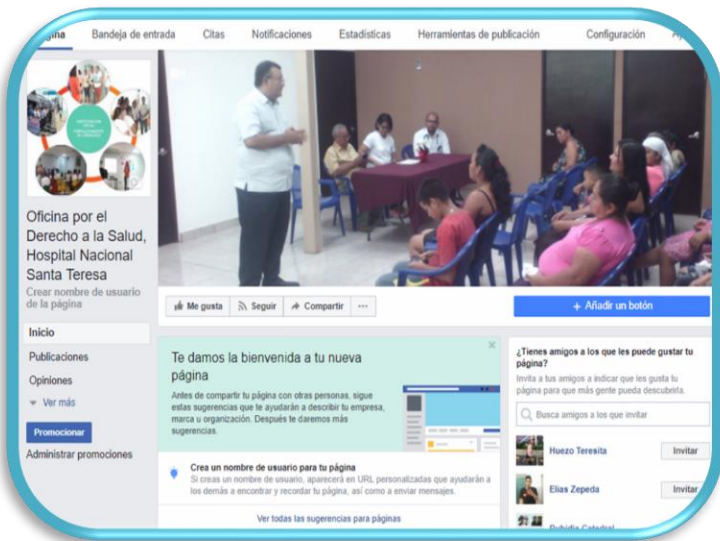 Página
Bandeja de entrada
Citas
Notificaciones
Estadísticas
Herramientas de publicación
Configuración
Oficina por el
Derecho a la Salud,
Hospital Nacional
Santa Teresa
Crear nombre de usuario
de la página
Inicio
Publicaciones
Opiniones
Ver más
Promocionar
Administrar promociones
Me gusta
Seguir
Compartir
+ Añadir un botón
Te damos la bienvenida a tu nueva
página
Antes de compartir tu página con otras personas, sigue
estas sugerencias que te ayudarán a describir tu empresa,
marca u organización. Después te daremos más
sugerencias.
Crea un nombre de usuario para tu página
Si creas un nombre de usuario, aparecerá en URL personalizadas que ayudarán a
los demás a encontrar y recordar tu página, así como a enviar mensajes.
Ver todas las sugerencias para páginas
¿Tienes amigos a los que les puede gustar tu
página?
Invita a tus amigos a indicar que les gusta tu
página para que más gente pueda descubrirla.
Busca amigos a los que invitar
Huezo Teresita
Invitar
Elias Zepeda
Invitar